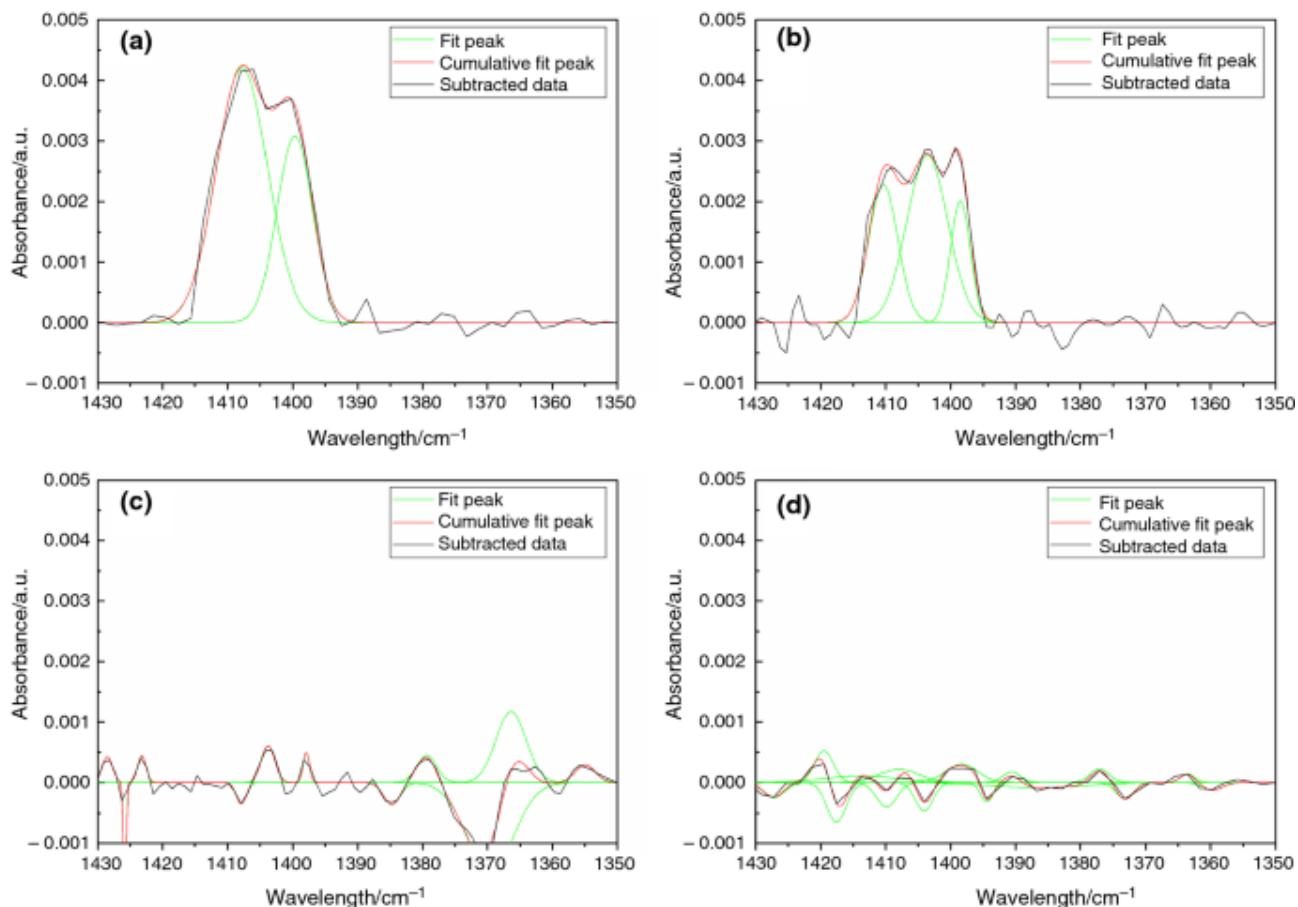 (a)
Fit peak
Cumulative fit peak
Subtracted data
0.005
0.004
0.003
0.002
0.001
0.000
–0.001
Absorbance/a.u.
1430 1420 1410 1400 1390 1380 1370 1360 1350
Wavelength/cm⁻¹
(b)
Fit peak
Cumulative fit peak
Subtracted data
0.005
0.004
0.003
0.002
0.001
0.000
–0.001
Absorbance/a.u.
1430 1420 1410 1400 1390 1380 1370 1360 1350
Wavelength/cm⁻¹
(c)
Fit peak
Cumulative fit peak
Subtracted data
0.005
0.004
0.003
0.002
0.001
0.000
–0.001
Absorbance/a.u.
1430 1420 1410 1400 1390 1380 1370 1360 1350
Wavelength/cm⁻¹
(d)
Fit peak
Cumulative fit peak
Subtracted data
0.005
0.004
0.003
0.002
0.001
0.000
–0.001
Absorbance/a.u.
1430 1420 1410 1400 1390 1380 1370 1360 1350
Wavelength/cm⁻¹